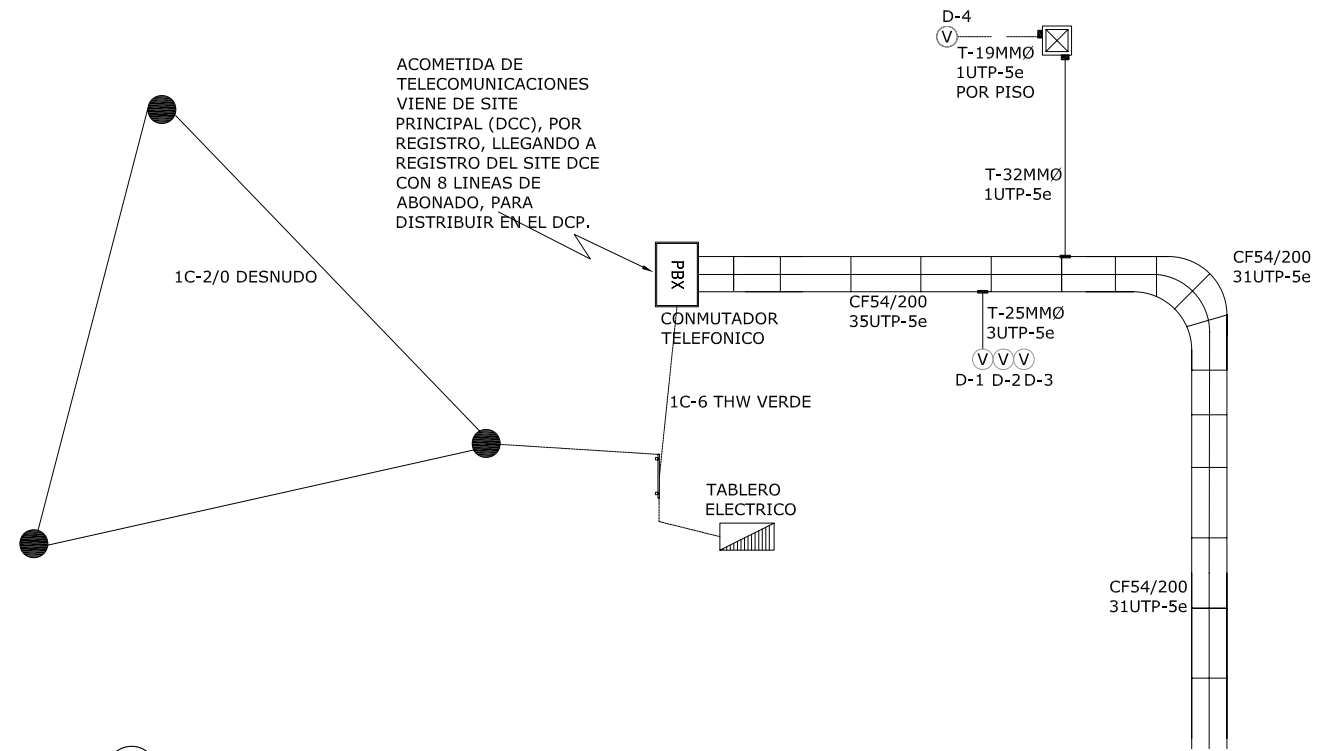 D-4
V
T-19MMØ
1UTP-5e
POR PISO
ACOMETIDA DE
TELECOMUNICACIONES
VIENE DE SITE
PRINCIPAL (DCC), POR
REGISTRO, LLEGANDO A
REGISTRO DEL SITE DCE
CON 8 LINEAS DE
ABONADO, PARA
DISTRIBUIR EN EL DCP.
T-32MMØ
1UTP-5e
1C-2/0 DESNUDO
PBX
CF54/200
31UTP-5e
CF54/200
35UTP-5e
T-25MMØ
3UTP-5e
CONMUTADOR
TELEFONICO
V V V
D-1 D-2 D-3
1C-6 THW VERDE
TABLERO
ELECTRICO
CF54/200
31UTP-5e